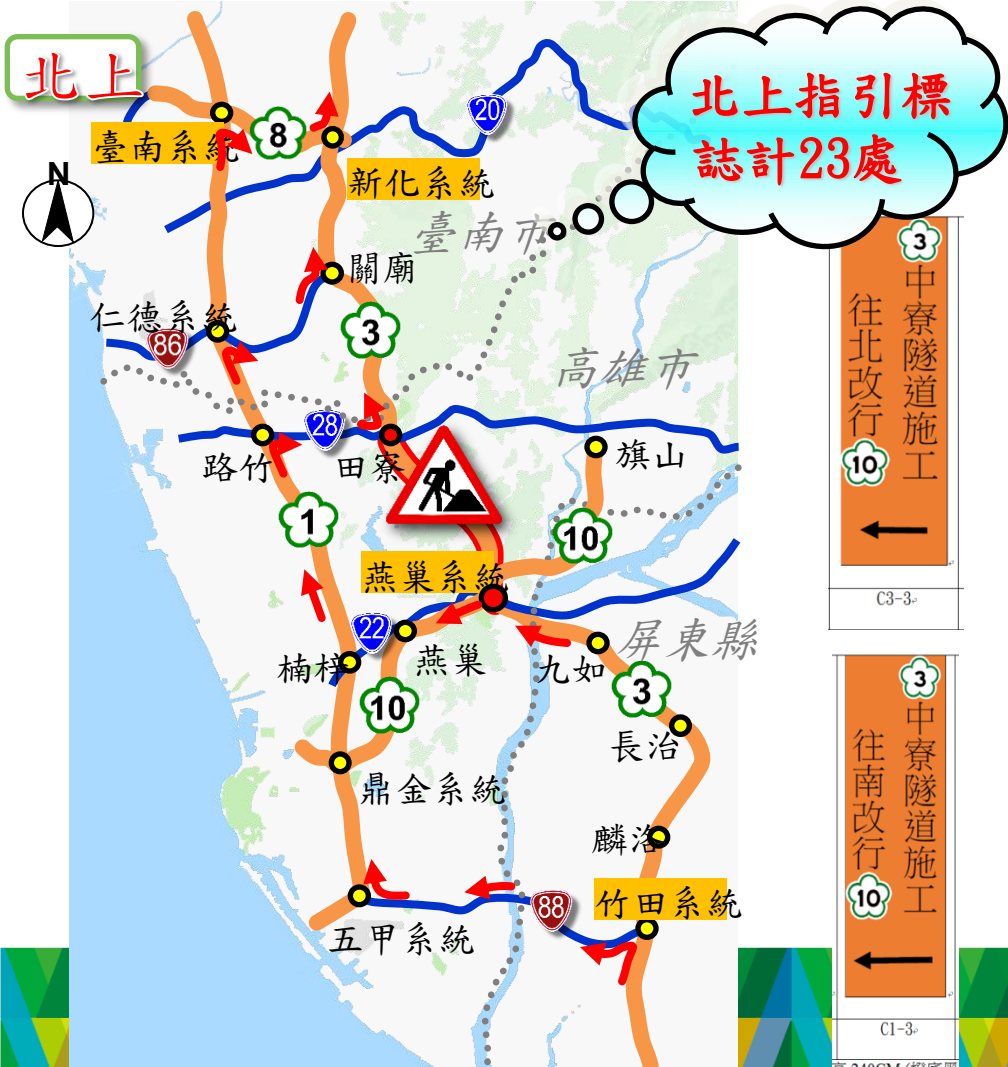 北上
北上指引標
誌計23處
N
20
8
臺南系統
新化系統
臺南市
關廟
3
仁德系統
86
高雄市
28
路竹
田寮
旗山
1
10
燕巢系統
22
楠梓
燕巢
九如
屏東縣
3
10
長治
鼎金系統
麟洛
88
竹田系統
五甲系統
3
中寮隧道施工
往北改行
10
C3-3
3
中寮隧道施工
往南改行
10
C1-3